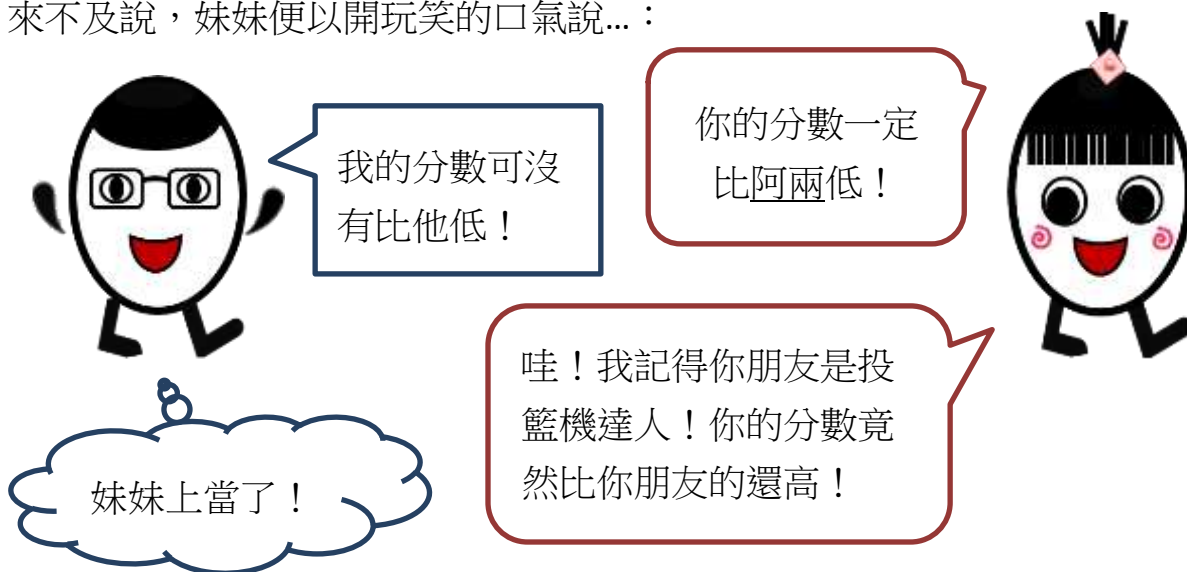 來不及說，妹妹便以開玩笑的口氣說…：
你的分數一定
比阿兩低！
我的分數可沒
有比他低！
哇！我記得你朋友是投
籃機達人！你的分數竟
然比你朋友的還高！
妹妹上當了！